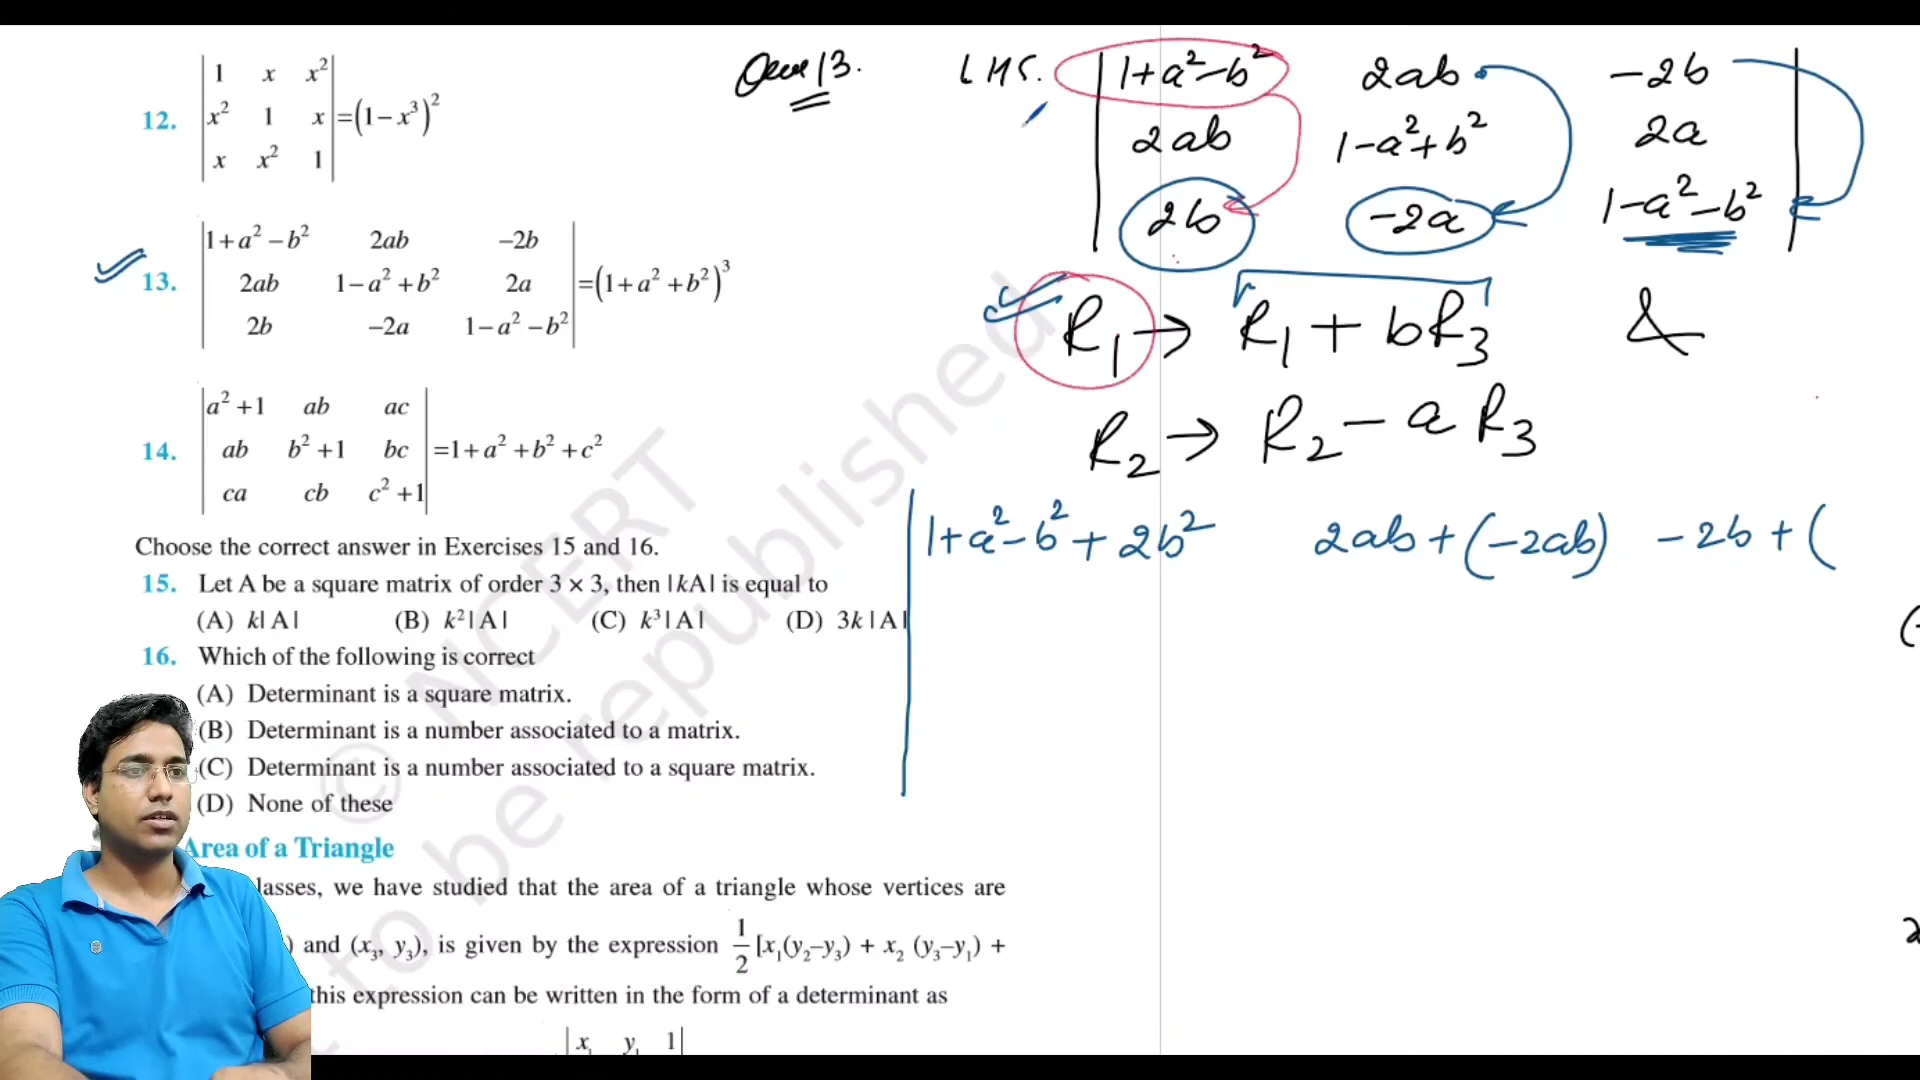 12. | 1 x x² |
| x² 1 x | =(1−x³)²
| x x² 1 |
13. | 1+a²−b² 2ab −2b |
| 2ab 1−a²+b² 2a | =(1+a²+b²)³
| 2b −2a 1−a²−b² |
14. | a²+1 ab ac |
| ab b²+1 bc | =1+a²+b²+c²
| ca cb c²+1 |
Choose the correct answer in Exercises 15 and 16.
15. Let A be a square matrix of order 3 × 3, then |kA| is equal to
(A) k|A| (B) k²|A| (C) k³|A| (D) 3k|A|
16. Which of the following is correct
(A) Determinant is a square matrix.
(B) Determinant is a number associated to a matrix.
(C) Determinant is a number associated to a square matrix.
(D) None of these
Area of a Triangle
lasses, we have studied that the area of a triangle whose vertices are
) and (x₃, y₃), is given by the expression 1/2 [x₁(y₂–y₃) + x₂ (y₃–y₁) +
this expression can be written in the form of a determinant as
| x₁ y₁ 1 |
© NCERT
to be republished
Que 13. LHS. | 1+a²−b² 2ab −2b |
| 2ab 1−a²+b² 2a |
| 2b −2a 1−a²−b² |
R₁ → R₁ + bR₃ &
R₂ → R₂ − aR₃
| 1+a²−b²+2b² 2ab+(−2ab) −2b+(